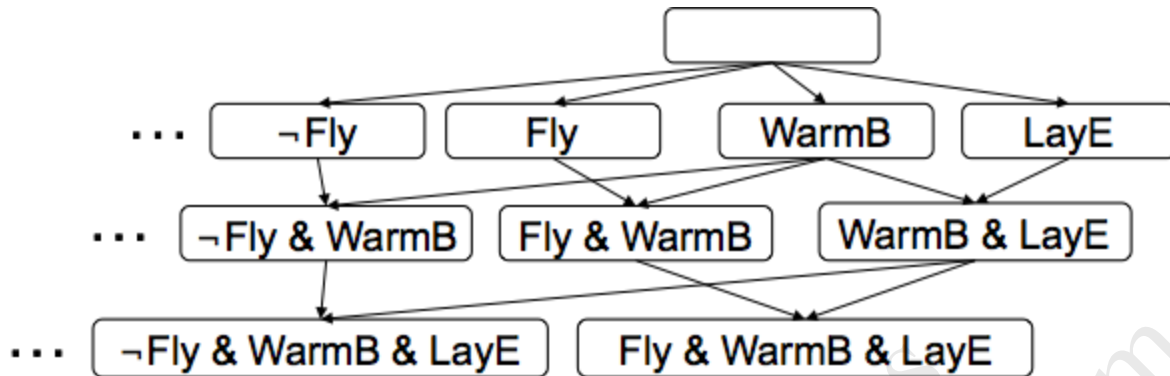 ... ¬Fly Fly WarmB LayE
... ¬Fly & WarmB Fly & WarmB WarmB & LayE
... ¬Fly & WarmB & LayE Fly & WarmB & LayE